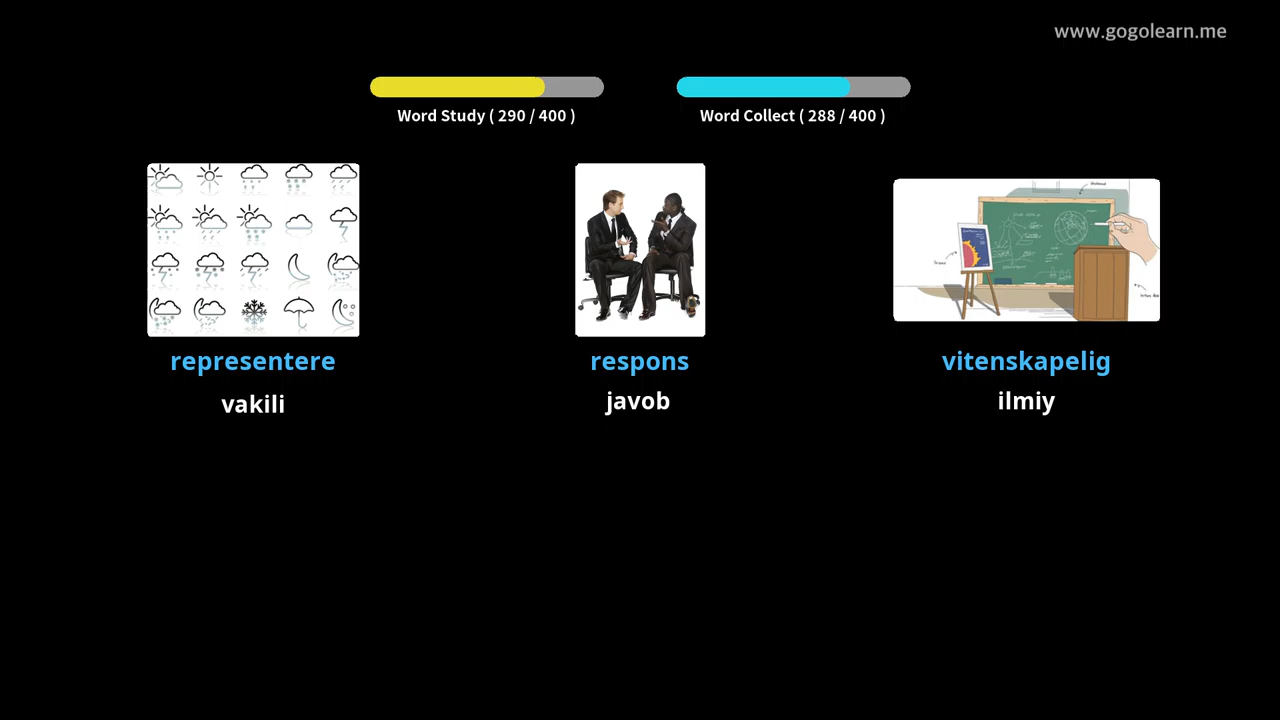 www.gogolearn.me
Word Study ( 290 / 400 )
Word Collect ( 288 / 400 )
representere
respons
vitenskapelig
vakili
javob
ilmiy